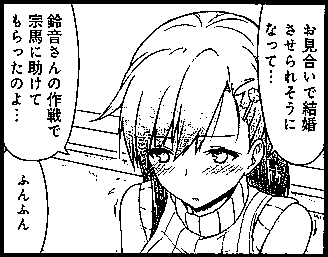 お見合いで結婚
させられそうに
なって…
鈴音さんの作戦で
宗馬に助けて
もらったのよ…
ふんふん